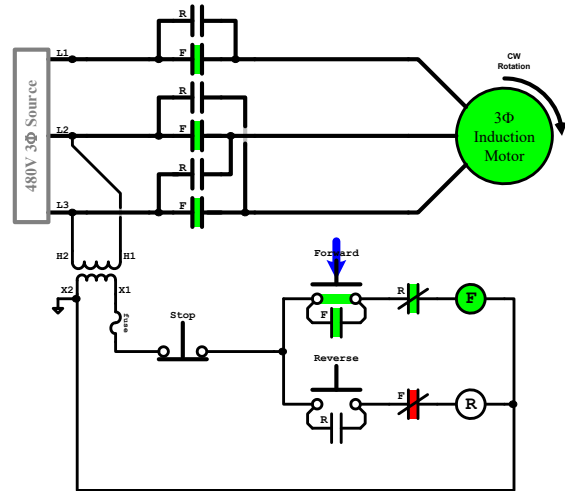 R
L1
F
CW
Rotation
480V 3Φ Source
R
L2
F
3Φ
Induction
Motor
R
L3
F
H2
H1
X2
X1
fuse
Stop
Forward
R
F
F
Reverse
F
R
R